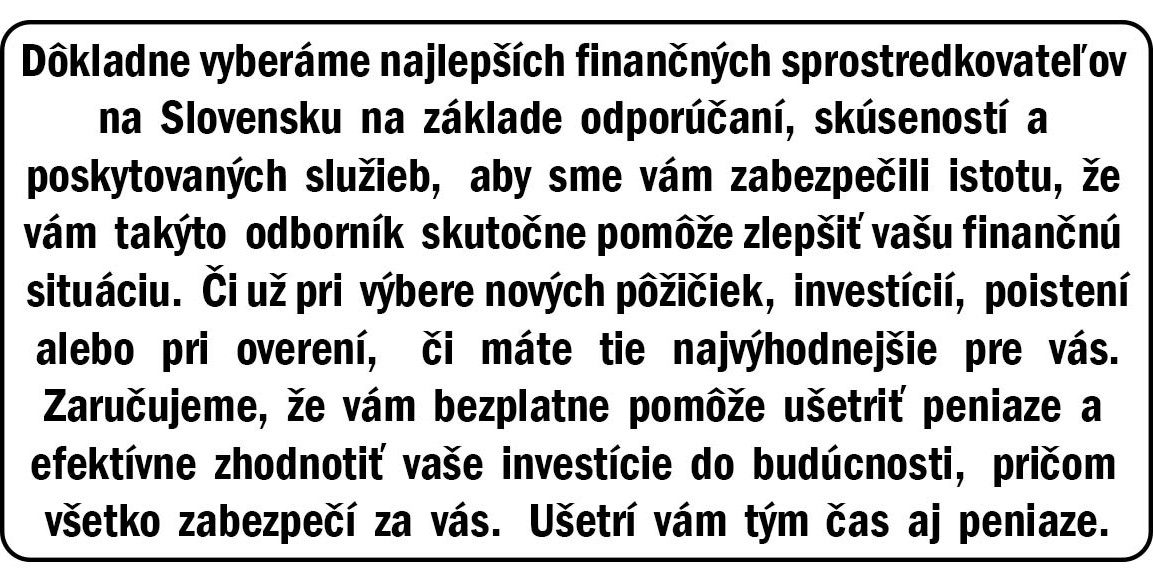 Dôkladne vyberáme najlepších finančných sprostredkovateľov
na Slovensku na základe odporúčaní, skúseností a
poskytovaných služieb, aby sme vám zabezpečili istotu, že
vám takýto odborník skutočne pomôže zlepšiť vašu finančnú
situáciu. Či už pri výbere nových pôžičiek, investícií, poistení
alebo pri overení, či máte tie najvýhodnejšie pre vás.
Zaručujeme, že vám bezplatne pomôže ušetriť peniaze a
efektívne zhodnotiť vaše investície do budúcnosti, pričom
všetko zabezpečí za vás. Ušetrí vám tým čas aj peniaze.